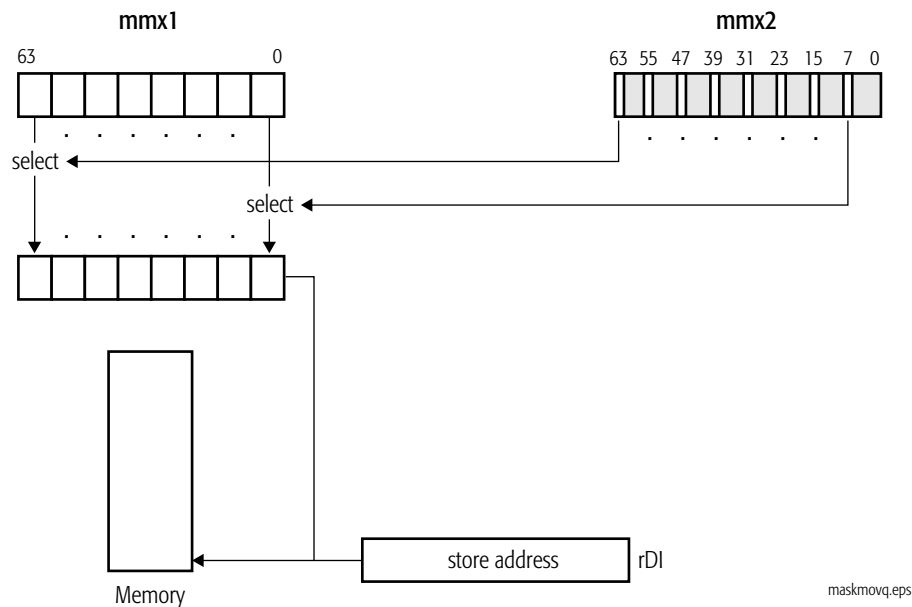 mmx1 mmx2
63 0 63 55 47 39 31 23 15 7 0
. . . . . . . . . . . .
select
select
. . . . . .
store address rDI
Memory maskmovq.eps